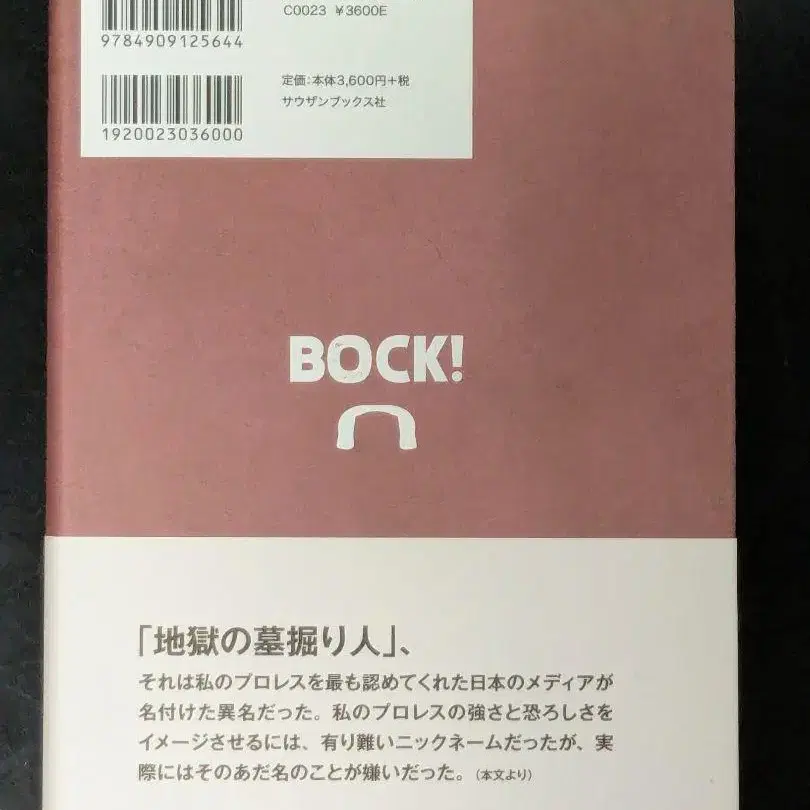 C0023 ¥3600E
9784909125644
定価:本体3,600円+税
サウザンブックス社
1920023036000
BOCK!
「地獄の墓掘り人」、
それは私のプロレスを最も認めてくれた日本のメディアが
名付けた異名だった。私のプロレスの強さと恐ろしさを
イメージさせるには、有り難いニックネームだったが、実
際にはそのあだ名のことが嫌いだった。(本文より)